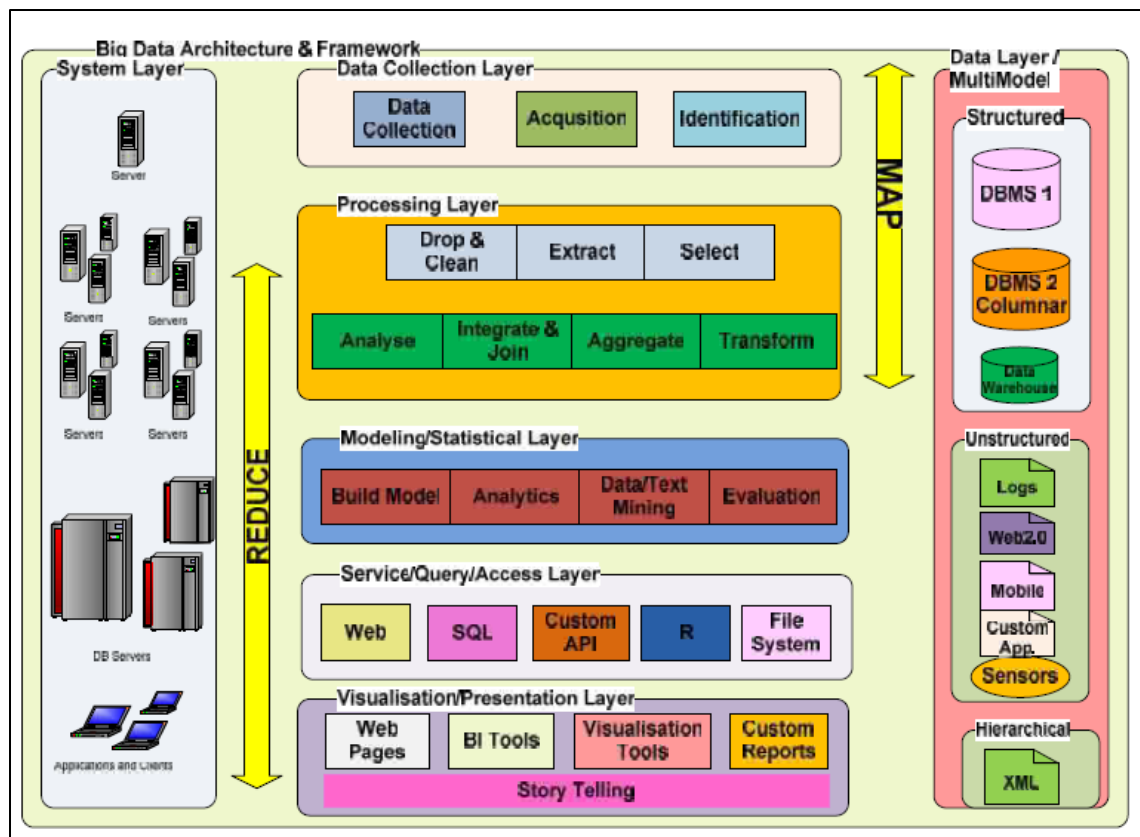 Big Data Architecture & Framework
System Layer
Server
Servers
Servers
Servers
Servers
DB Servers
Applications and Clients
REDUCE
Data Collection Layer
Data
Collection
Acqusition
Identification
Processing Layer
Drop &
Clean
Extract
Select
Analyse
Integrate &
Join
Aggregate
Transform
Modeling/Statistical Layer
Build Model
Analytics
Data/Text
Mining
Evaluation
Service/Query/Access Layer
Web
SQL
Custom
API
R
File
System
Visualisation/Presentation Layer
Web
Pages
BI Tools
Visualisation
Tools
Custom
Reports
Story Telling
MAP
Data Layer /
MultiModel
Structured
DBMS 1
DBMS 2
Columnar
Data
Warehouse
Unstructured
Logs
Web2.0
Mobile
Custom
App.
Sensors
Hierarchical
XML